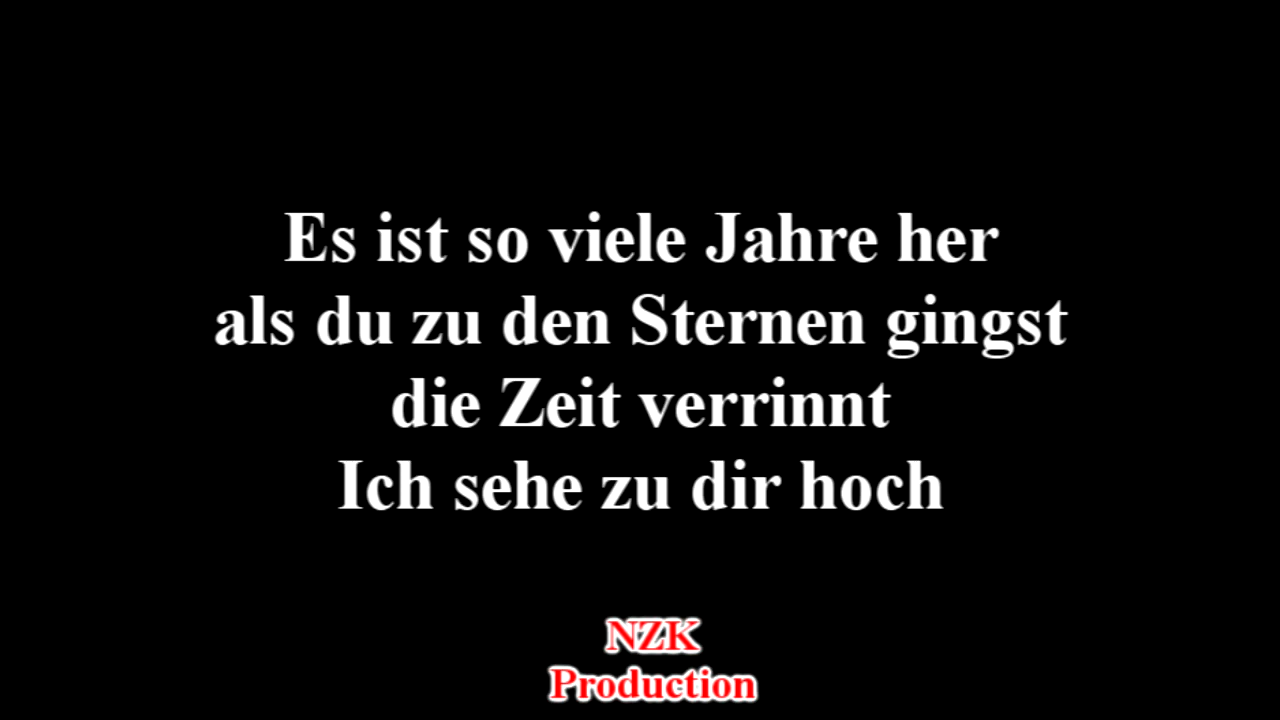 Es ist so viele Jahre her
als du zu den Sternen gingst
die Zeit verrinnt
Ich sehe zu dir hoch
NZK
Production